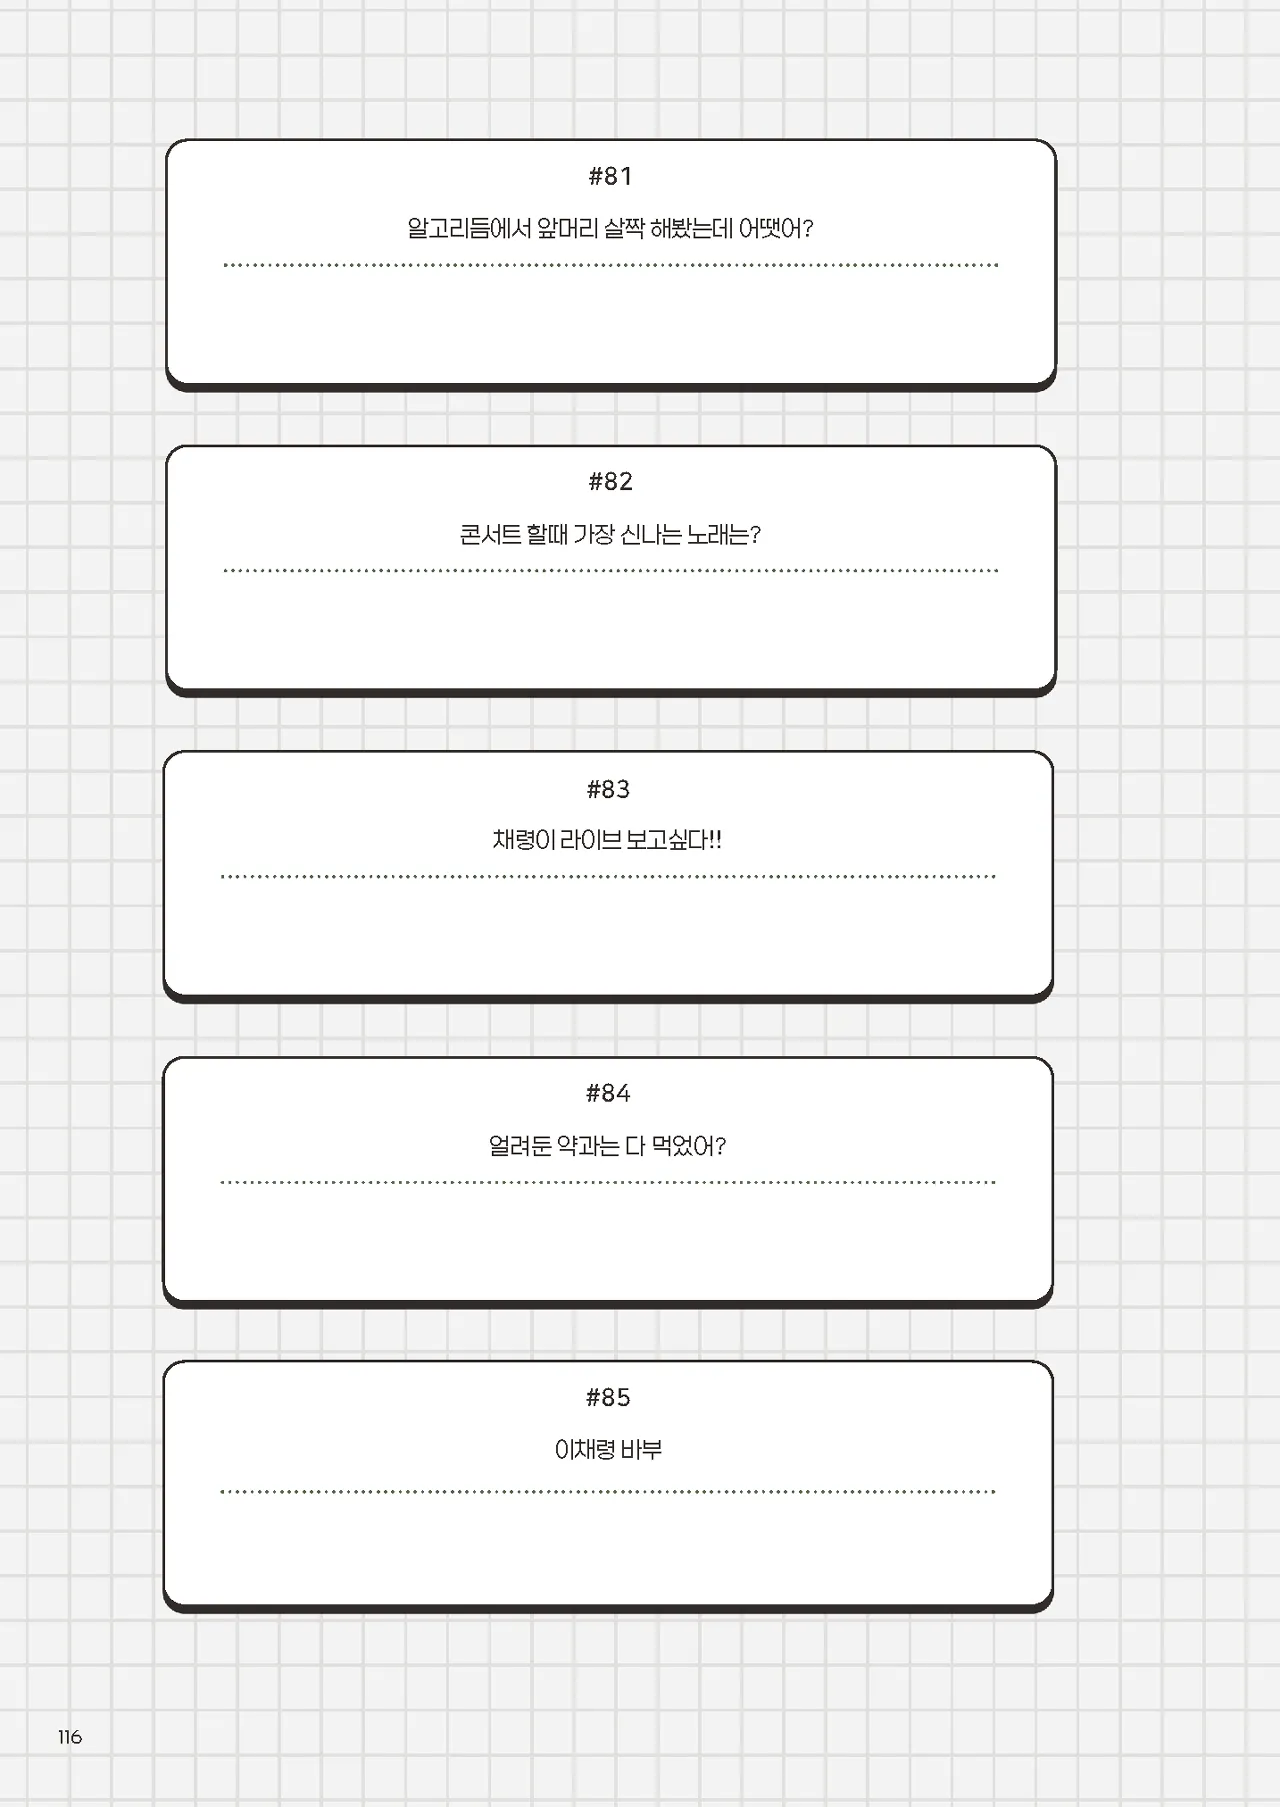 #81
알고리듬에서 앞머리 살짝 해봤는데 어땟어?
#82
콘서트 할때 가장 신나는 노래는?
#83
채령이 라이브 보고싶다!!
#84
얼려둔 약과는 다 먹었어?
#85
이채령 바부
116